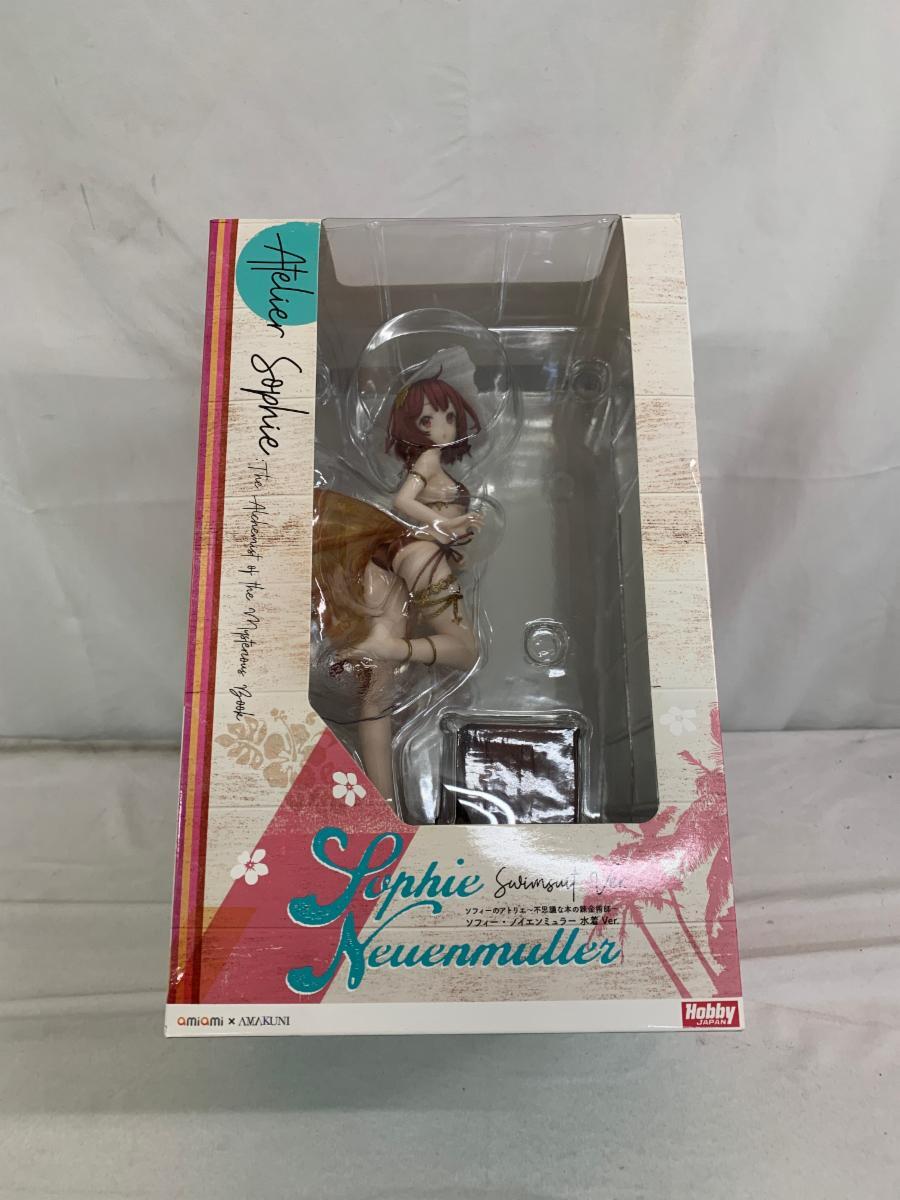 Atelier Sophie: The Alchemist of the Mysterious Book
Sophie Swimsuit Ver.
ソフィーのアトリエ～不思議な本の錬金術師～
ソフィー・ノイエンミュラー 水着 Ver.
Neuenmuller
amiami × AMAKUNI
Hobby
JAPAN